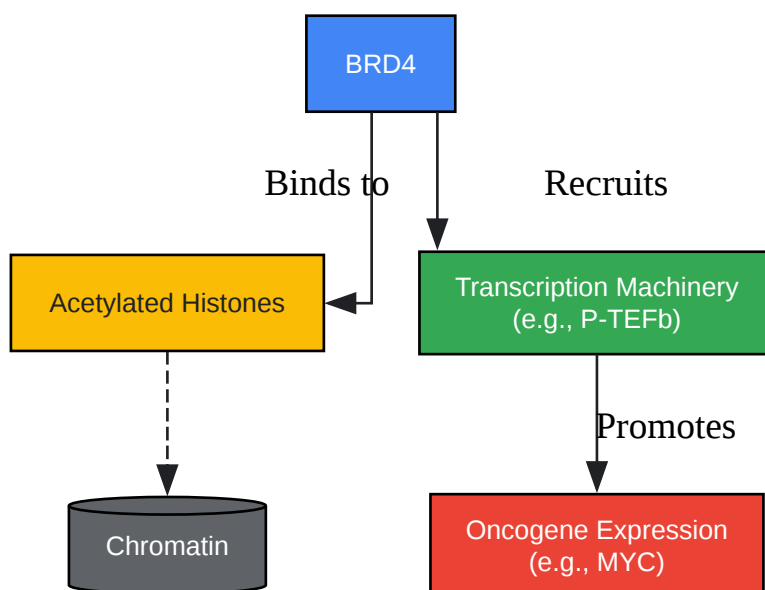 BRD4
Binds to
Recruits
Acetylated Histones
Transcription Machinery
(e.g., P-TEFb)
Promotes
Chromatin
Oncogene Expression
(e.g., MYC)